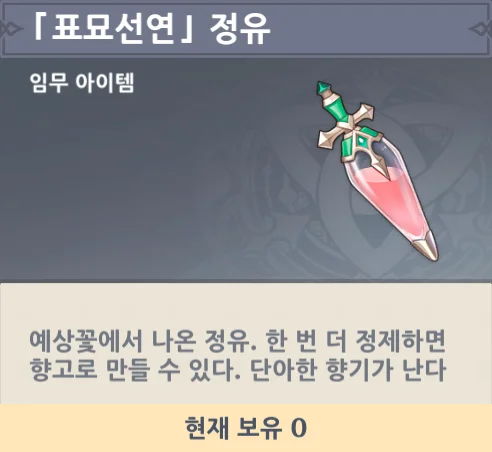 「표묘선연」 정유
임무 아이템
예상꽃에서 나온 정유. 한 번 더 정제하면
향고로 만들 수 있다. 단아한 향기가 난다
현재 보유 0